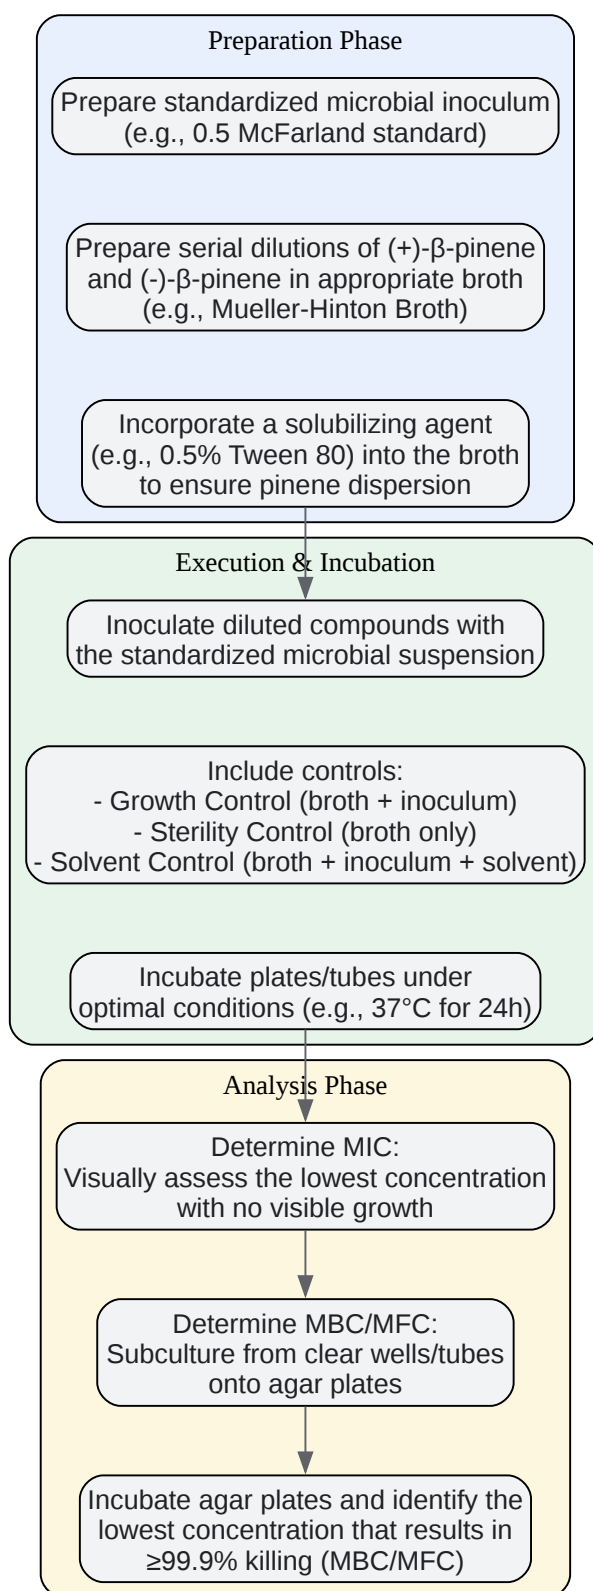 Preparation Phase
Prepare standardized microbial inoculum
(e.g., 0.5 McFarland standard)
Prepare serial dilutions of (+)-β-pinene
and (-)-β-pinene in appropriate broth
(e.g., Mueller-Hinton Broth)
Incorporate a solubilizing agent
(e.g., 0.5% Tween 80) into the broth
to ensure pinene dispersion
Execution & Incubation
Inoculate diluted compounds with
the standardized microbial suspension
Include controls:
- Growth Control (broth + inoculum)
- Sterility Control (broth only)
- Solvent Control (broth + inoculum + solvent)
Incubate plates/tubes under
optimal conditions (e.g., 37°C for 24h)
Analysis Phase
Determine MIC:
Visually assess the lowest concentration
with no visible growth
Determine MBC/MFC:
Subculture from clear wells/tubes
onto agar plates
Incubate agar plates and identify the
lowest concentration that results in
≥99.9% killing (MBC/MFC)